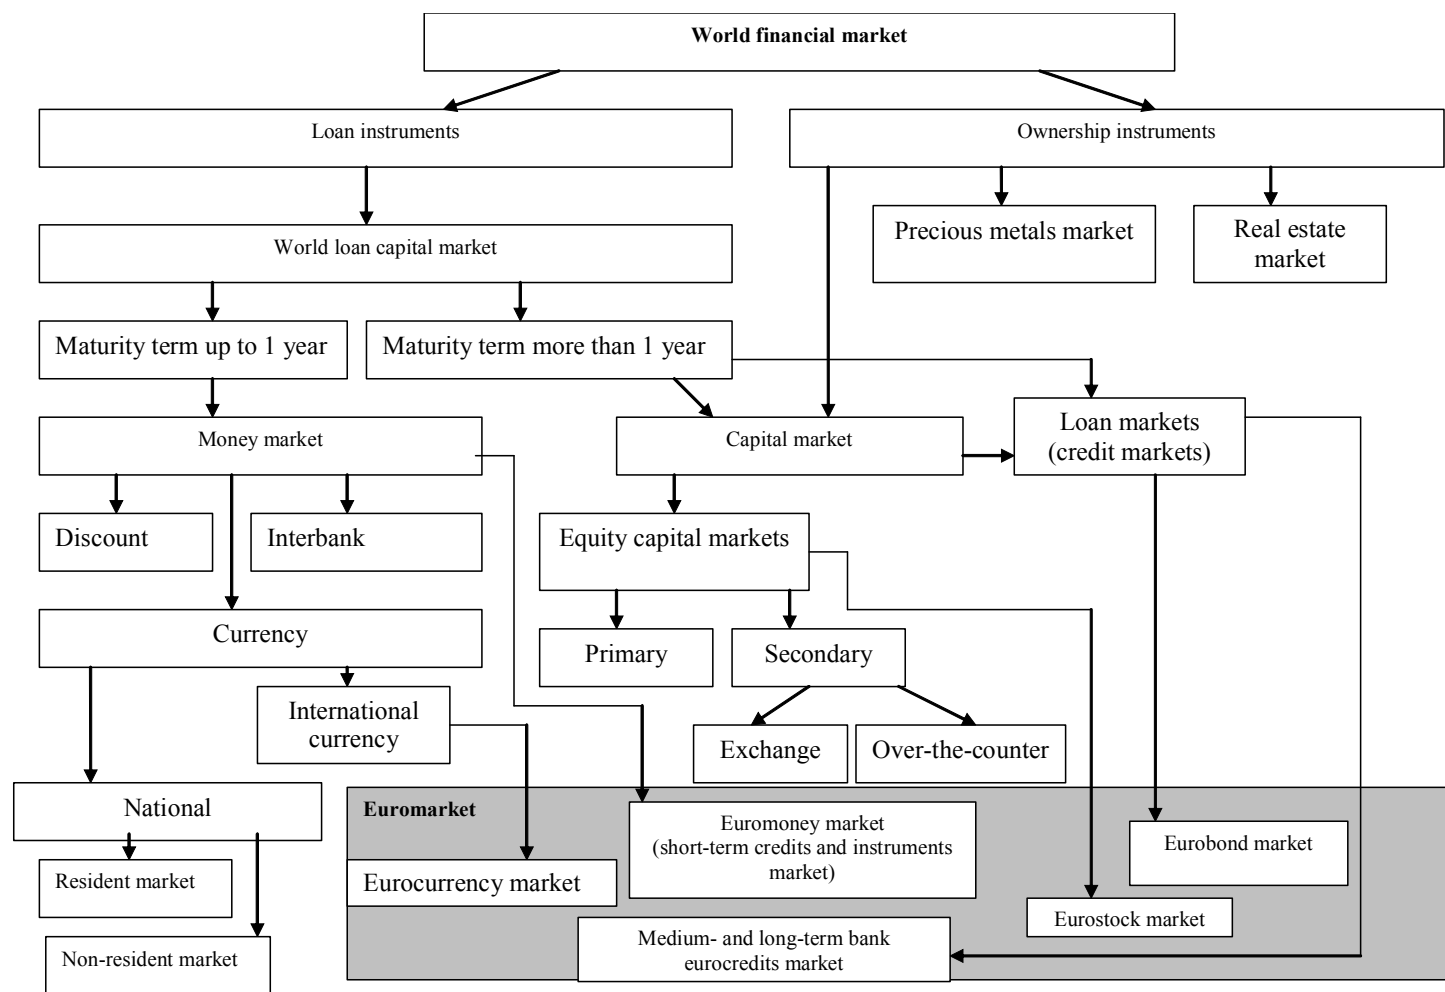 World financial market
Loan instruments
Ownership instruments
Precious metals market
Real estate
market
World loan capital market
Maturity term up to 1 year
Maturity term more than 1 year
Money market
Capital market
Loan markets
(credit markets)
Discount
Interbank
Equity capital markets
Currency
Primary
Secondary
International
currency
Exchange
Over-the-counter
National
Euromarket
Euromoney market
(short-term credits and instruments
market)
Eurobond market
Resident market
Eurocurrency market
Eurostock market
Non-resident market
Medium- and long-term bank
eurocredits market